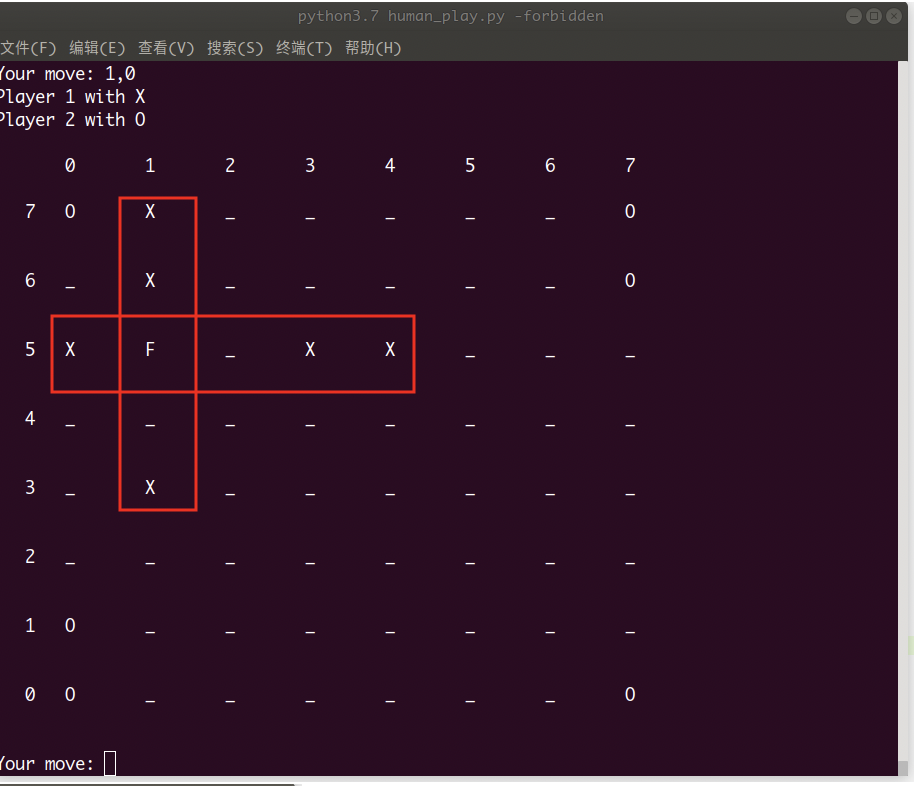 python3.7 human_play.py -forbidden
文件(F) 编辑(E) 查看(V) 搜索(S) 终端(T) 帮助(H)
Your move: 1,0
Player 1 with X
Player 2 with O
0 1 2 3 4 5 6 7
7 O X _ _ _ _ _ O
6 _ X _ _ _ _ _ O
5 X F _ X X _ _ _
4 _ _ _ _ _ _ _ _
3 _ X _ _ _ _ _ _
2 _ _ _ _ _ _ _ _
1 O _ _ _ _ _ _ _
0 O _ _ _ _ _ _ O
Your move: